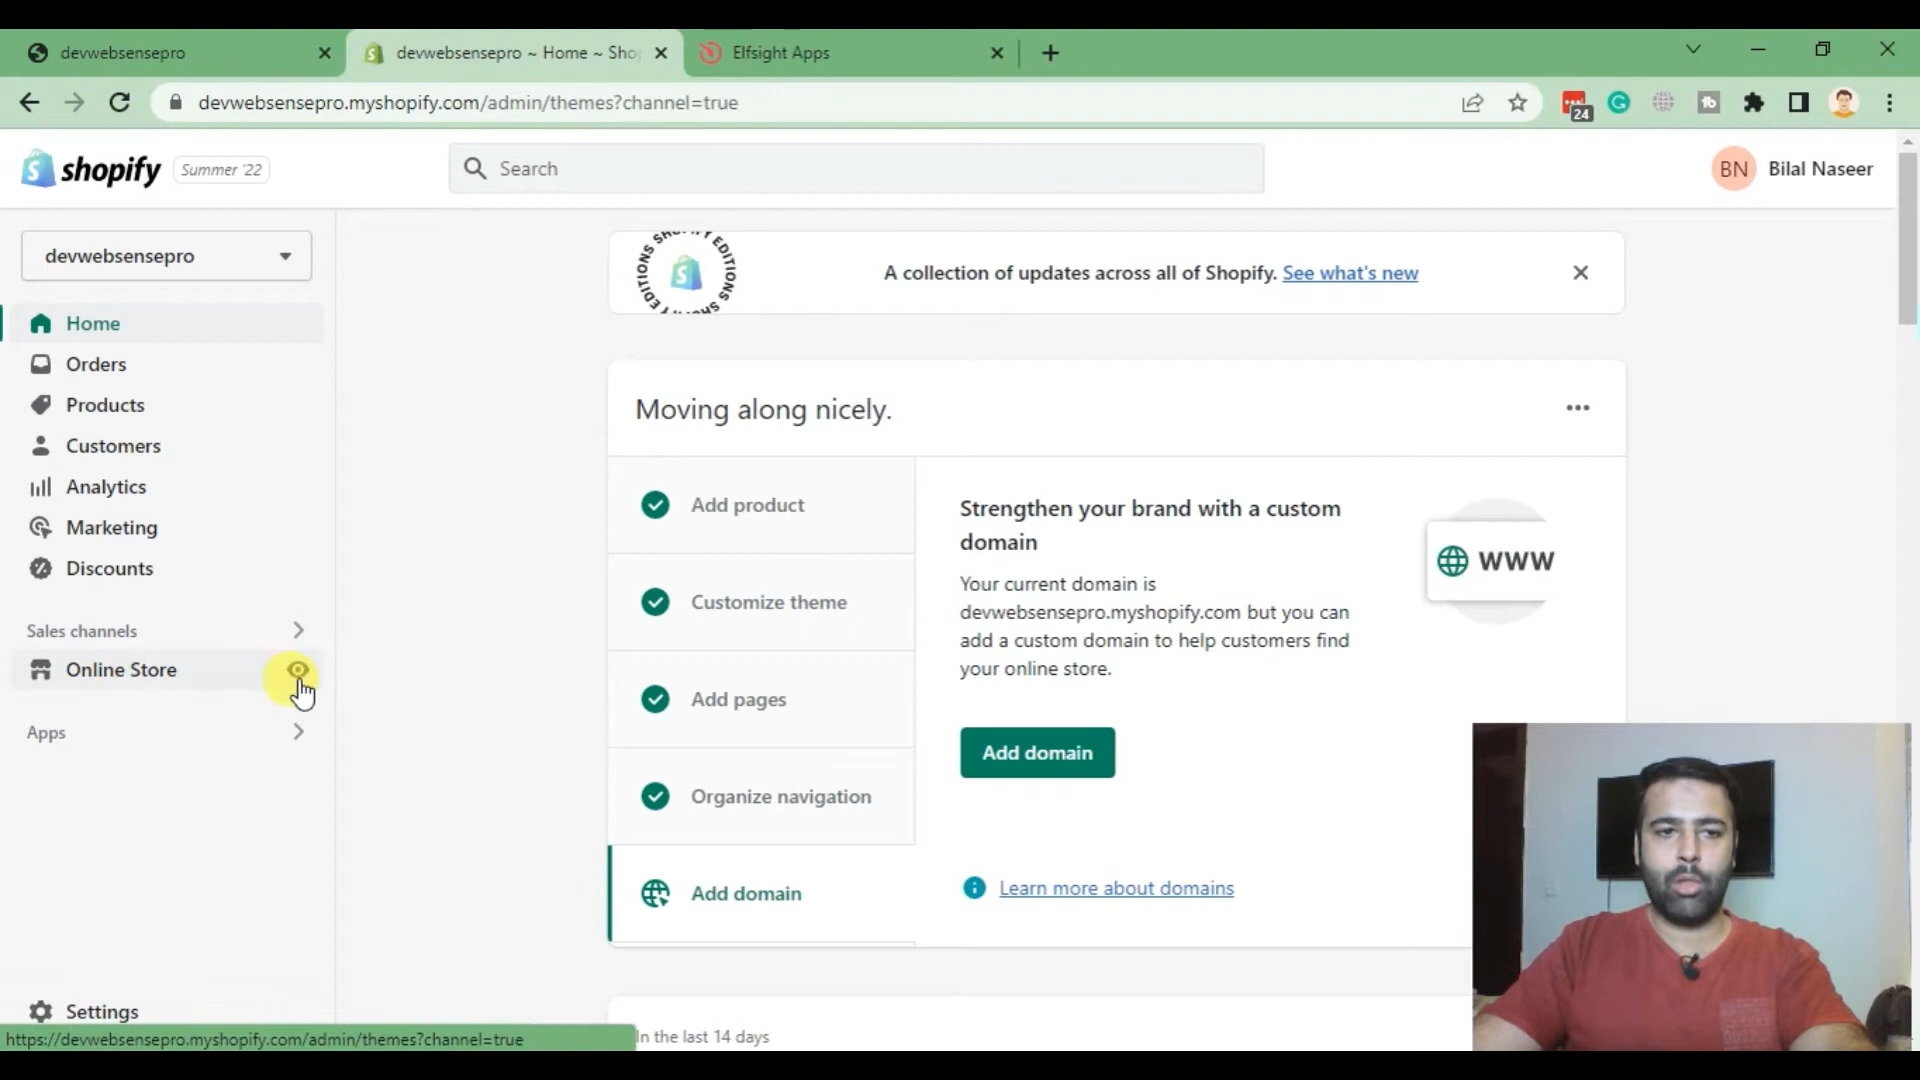 devwebsensepro
devwebsensepro ~ Home ~ Sho
Elfsight Apps
devwebsensepro.myshopify.com/admin/themes?channel=true
24
shopify
Summer '22
Search
BN
Bilal Naseer
devwebsensepro
Home
Orders
Products
Customers
Analytics
Marketing
Discounts
Sales channels
Online Store
Apps
Settings
https://devwebsensepro.myshopify.com/admin/themes?channel=true
SHOPIFY EDITIONS SHOPIFY EDITIONS
A collection of updates across all of Shopify. See what's new
Moving along nicely.
Add product
Customize theme
Add pages
Organize navigation
Add domain
Strengthen your brand with a custom
domain
Your current domain is
devwebsensepro.myshopify.com but you can
add a custom domain to help customers find
your online store.
WWW
Add domain
Learn more about domains
In the last 14 days